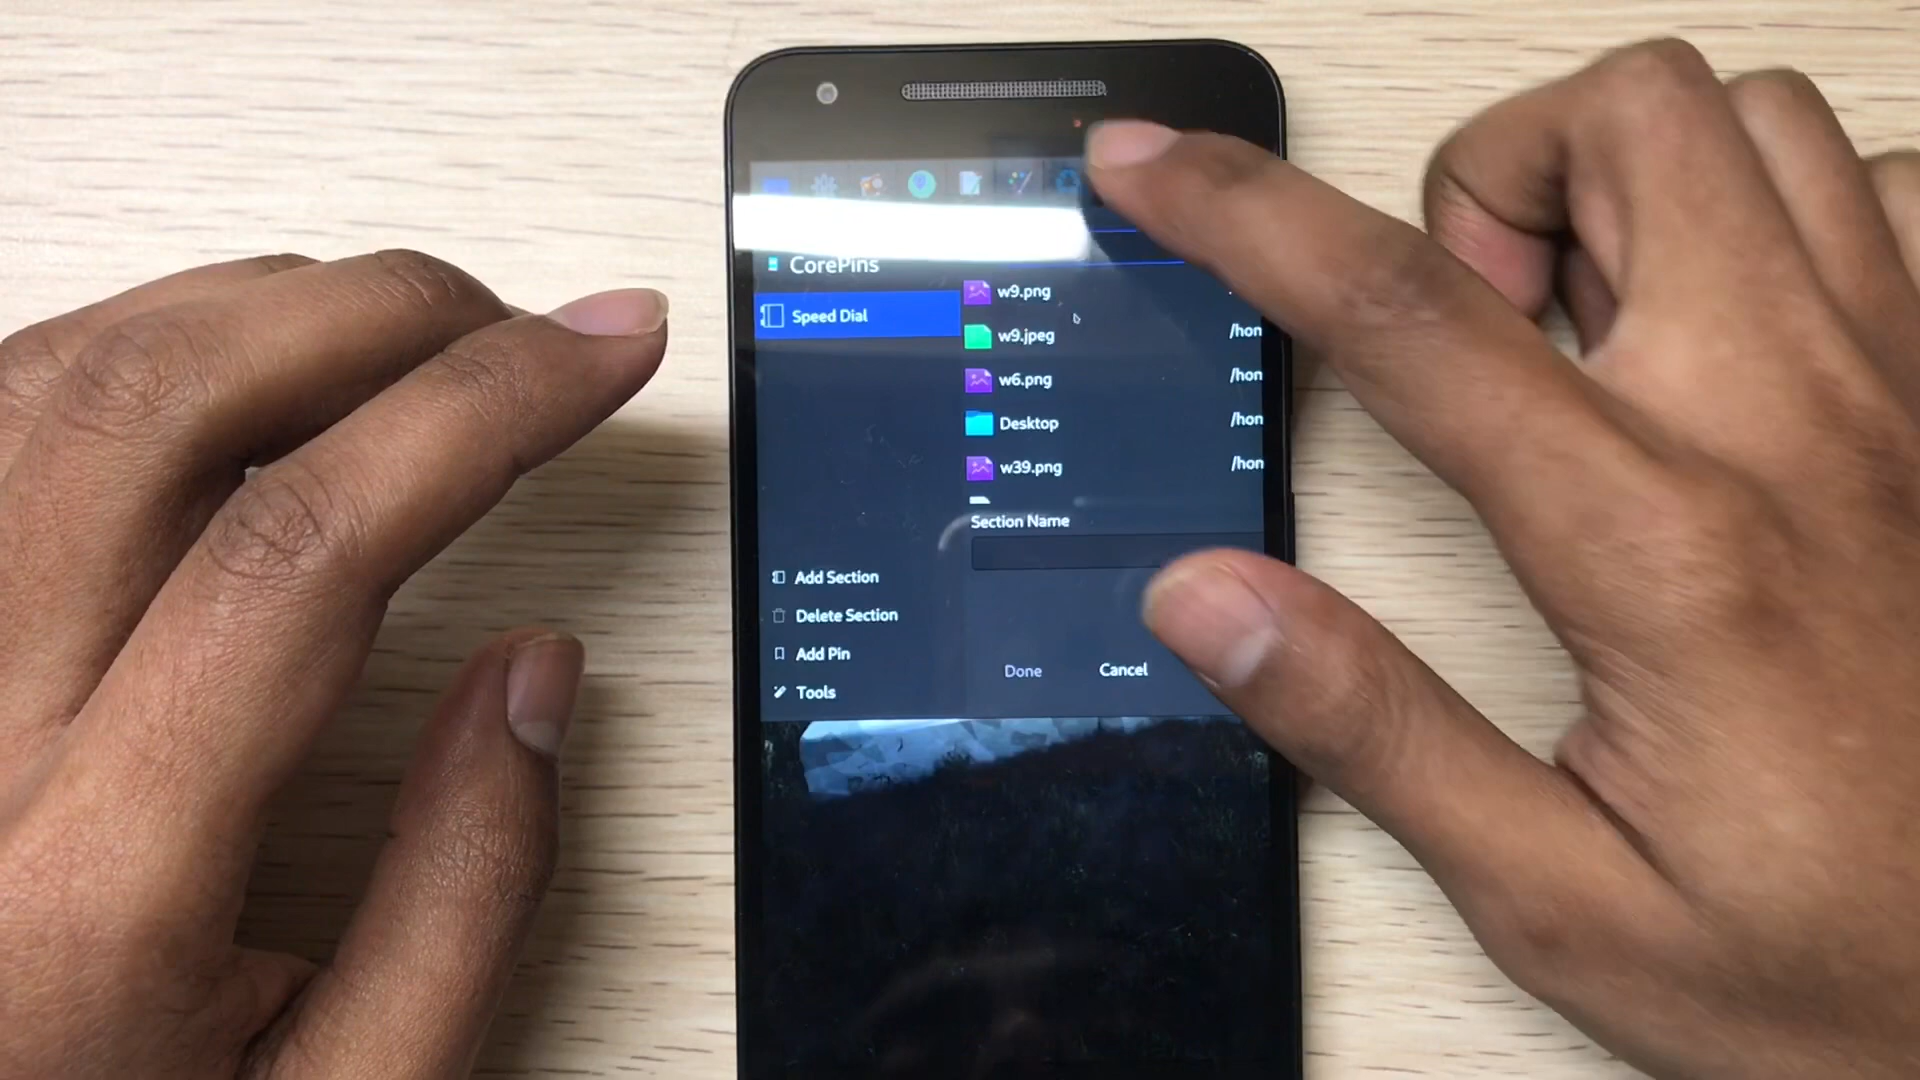 CorePins
Speed Dial
w9.png
w9.jpeg /hon
w6.png /hon
Desktop /hon
w39.png /hon
Section Name
Add Section
Delete Section
Add Pin
Tools
Done Cancel